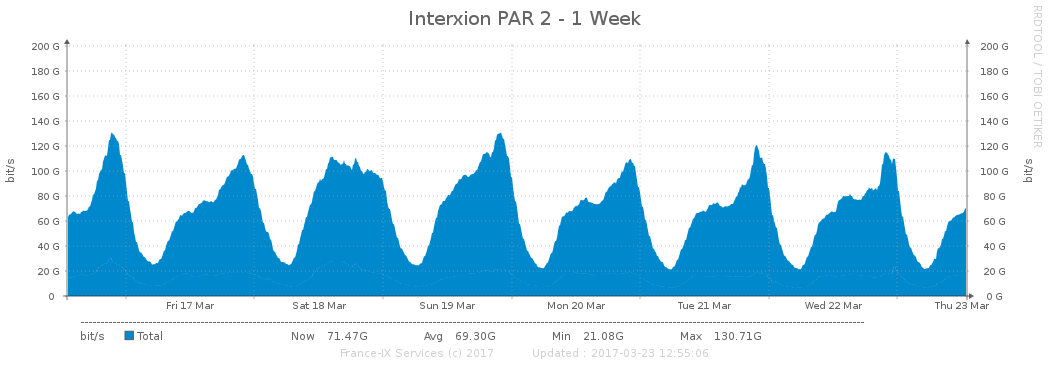 Interxion PAR 2 - 1 Week
RRDTOOL / TOBI OETIKER
200 G 200 G
180 G 180 G
160 G 160 G
140 G 140 G
120 G 120 G
100 G 100 G
80 G 80 G
60 G 60 G
40 G 40 G
20 G 20 G
0 0 G
bit/s bit/s
Fri 17 Mar Sat 18 Mar Sun 19 Mar Mon 20 Mar Tue 21 Mar Wed 22 Mar Thu 23 Mar
bit/s Total Now 71.47G Avg 69.30G Min 21.08G Max 130.71G
France-IX Services (c) 2017 Updated : 2017-03-23 12:55:06